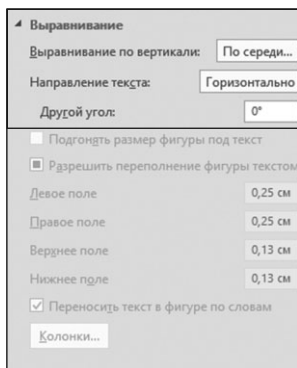 Выравнивание
Выравнивание по вертикали: По середи...
Направление текста: Горизонтально
Другой угол: 0°
Подгонять размер фигуры под текст
Разрешить переполнение фигуры текстом
Левое поле 0,25 см
Правое поле 0,25 см
Верхнее поле 0,13 см
Нижнее поле 0,13 см
Переносить текст в фигуре по словам
Колонки...